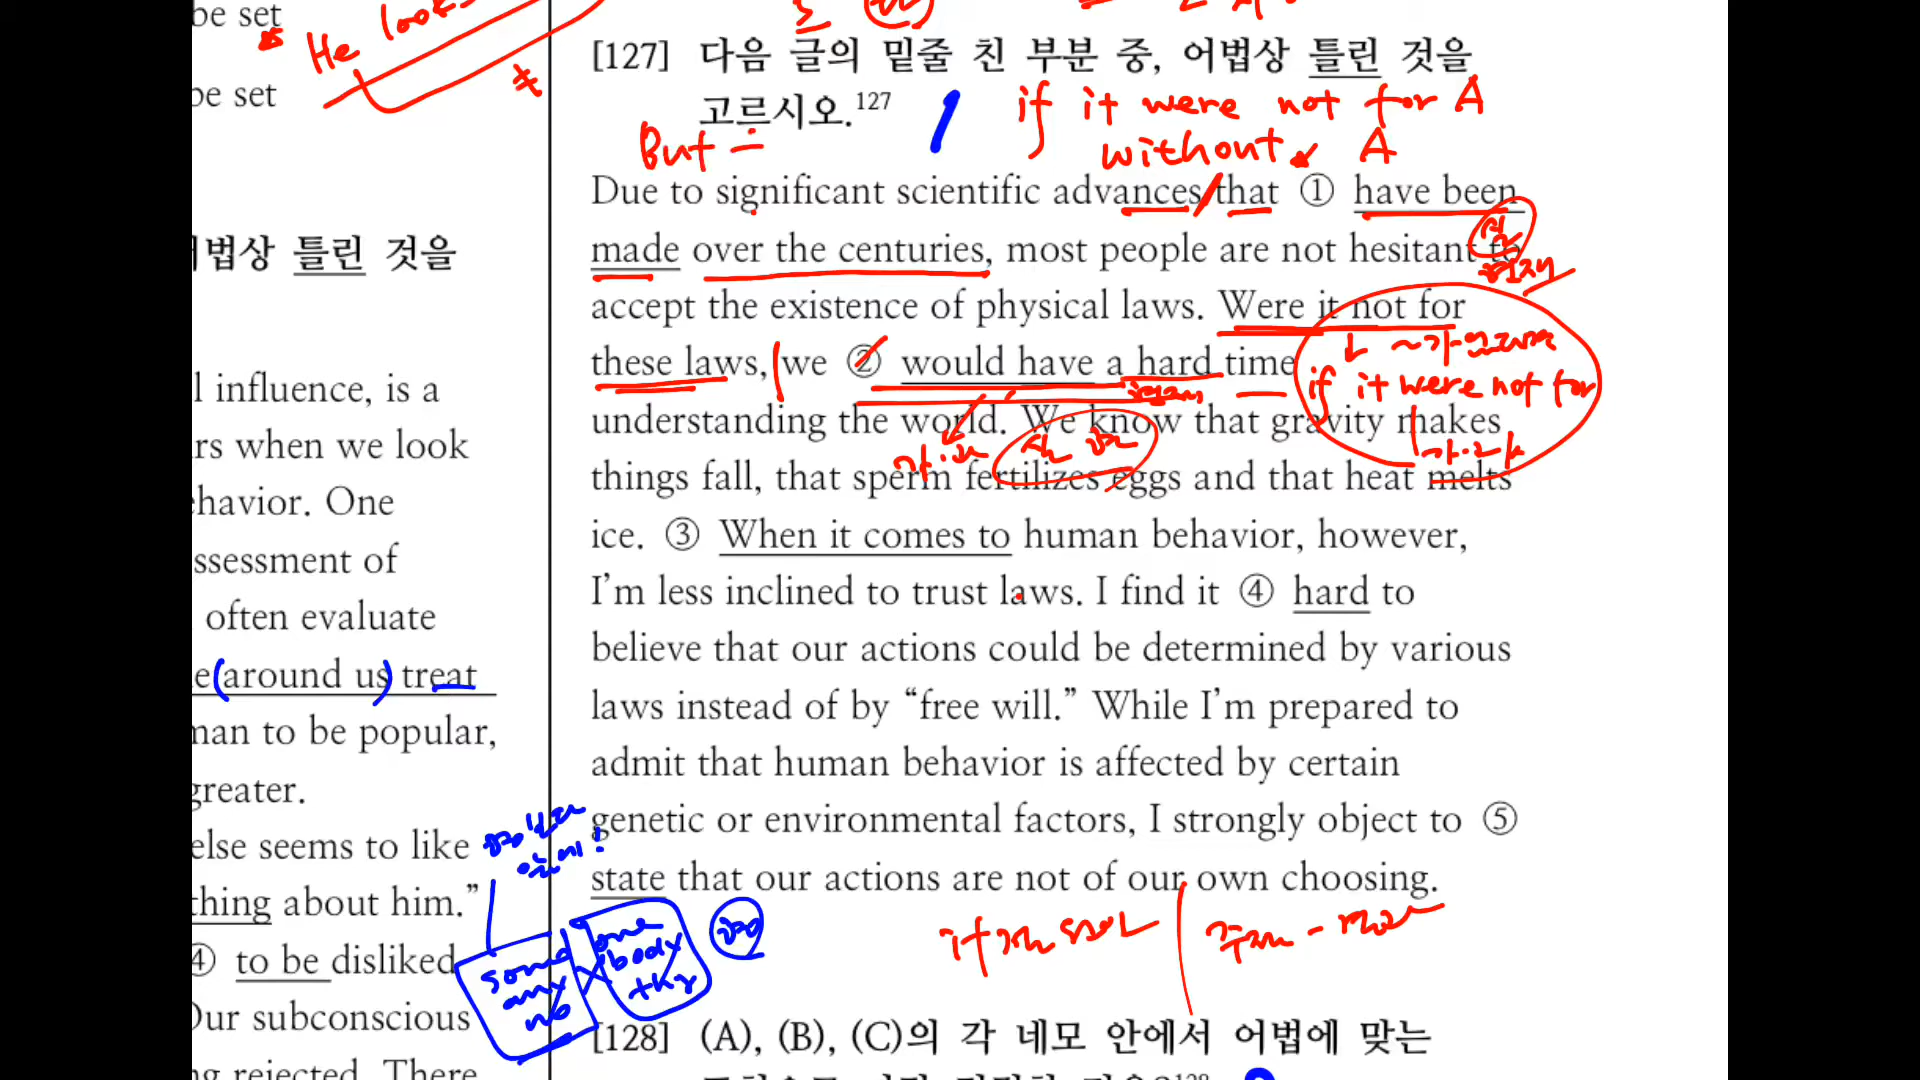 be set
He look
be set
어법상 틀린 것을
l influence, is a
rs when we look
ehavior. One
ssessment of
often evaluate
e (around us) treat
man to be popular,
greater.
else seems to like
thing about him.”
④ to be disliked
Our subconscious
ng rejected. There
some
any
no
one
body
[127] 다음 글의 밑줄 친 부분 중, 어법상 틀린 것을
고르시오.127
if it were not for A
But
without A
Due to significant scientific advances that ① have been
made over the centuries, most people are not hesitant to
accept the existence of physical laws. Were it not for
these laws, we ② would have a hard time
if it were not for
understanding the world. We know that gravity makes
things fall, that sperm fertilizes eggs and that heat melts
ice. ③ When it comes to human behavior, however,
I’m less inclined to trust laws. I find it ④ hard to
believe that our actions could be determined by various
laws instead of by “free will.” While I’m prepared to
admit that human behavior is affected by certain
genetic or environmental factors, I strongly object to ⑤
state that our actions are not of our own choosing.
[128] (A), (B), (C)의 각 네모 안에서 어법에 맞는